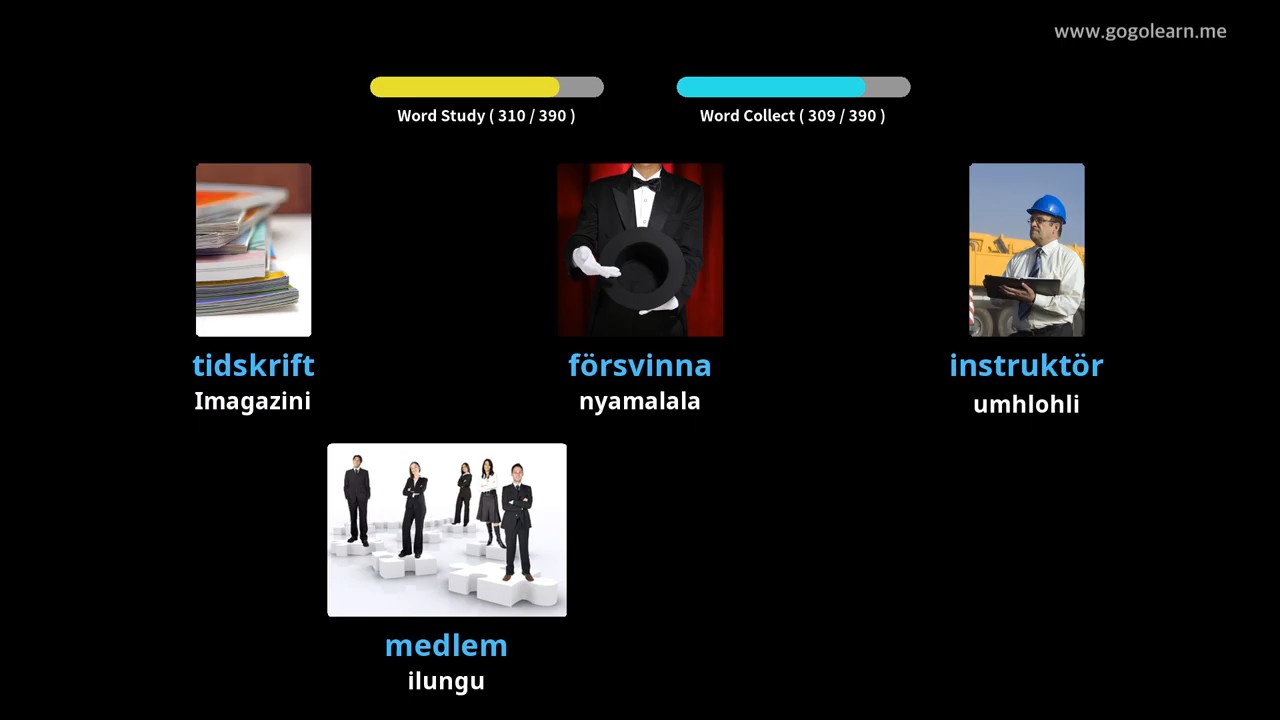 www.gogolearn.me
Word Study ( 310 / 390 )
Word Collect ( 309 / 390 )
tidskrift
Imagazini
försvinna
nyamalala
instruktör
umhlohli
medlem
ilungu